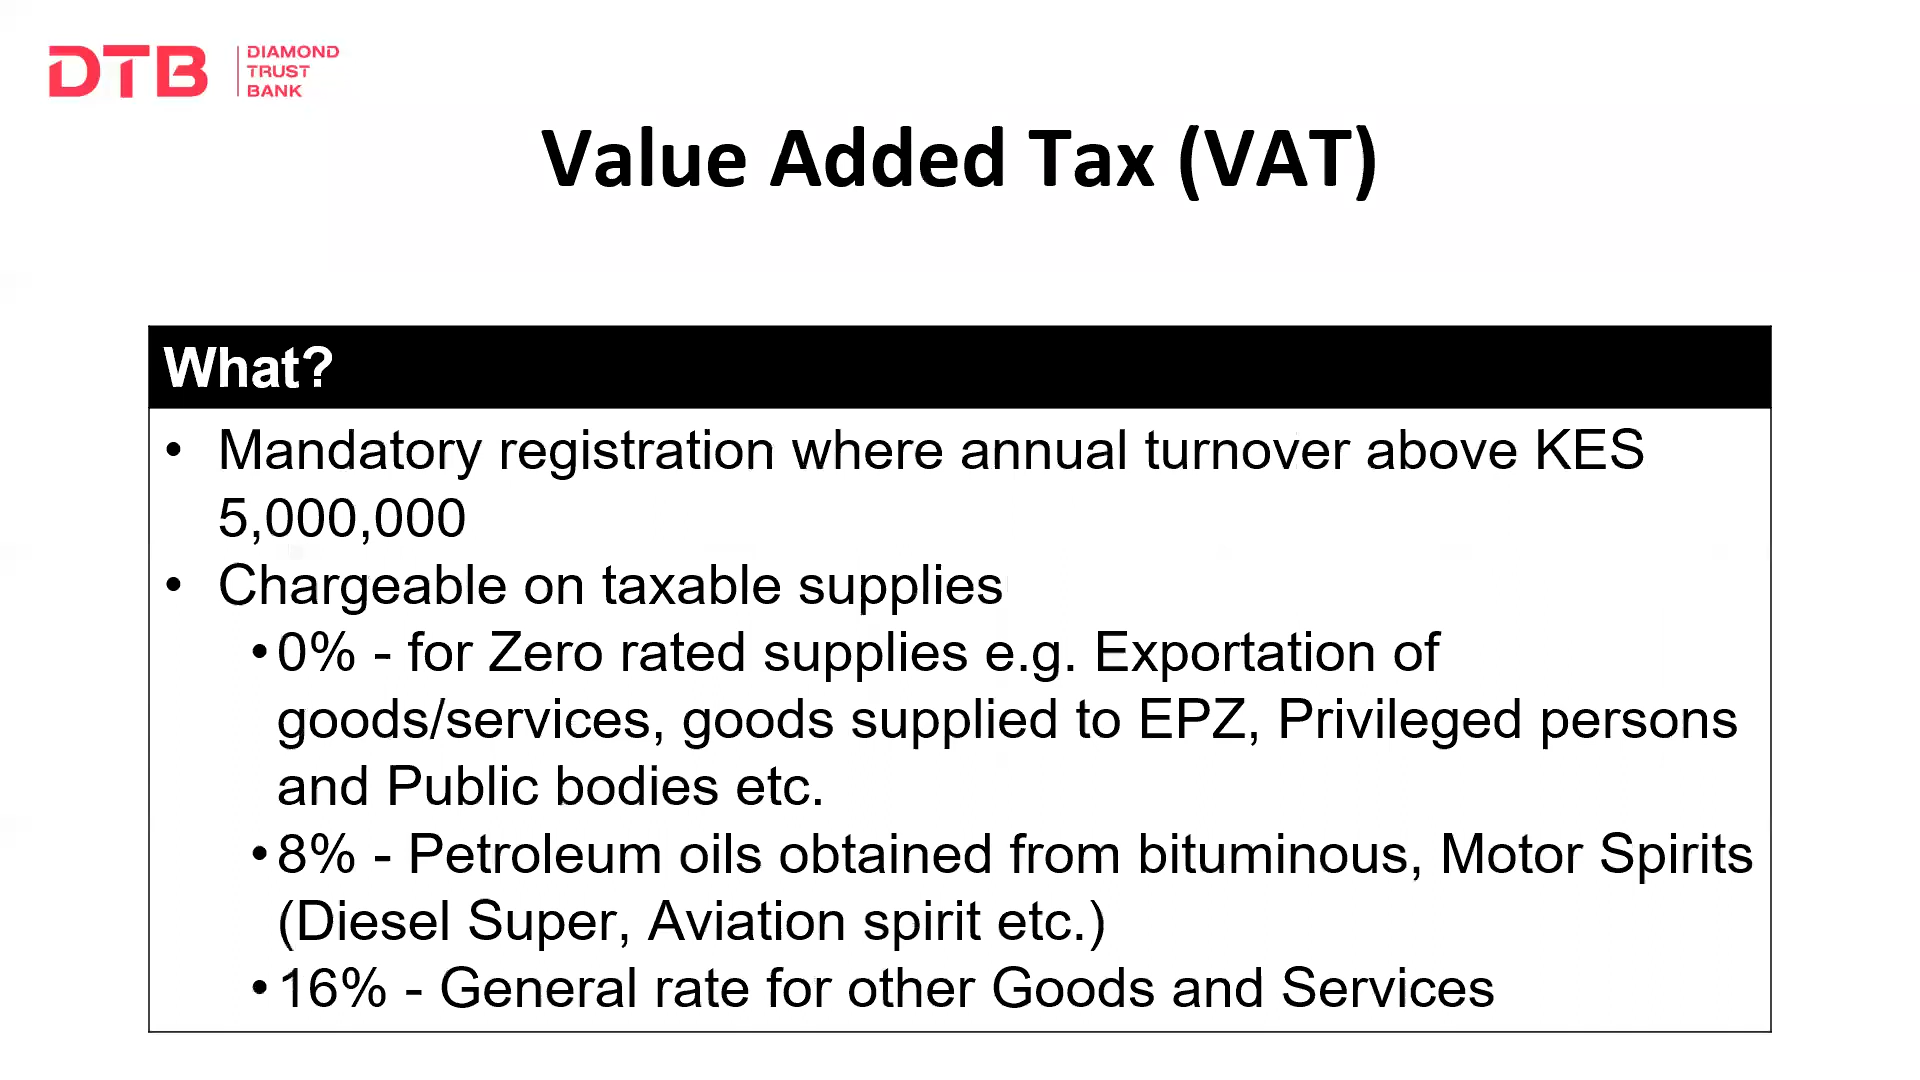 DTB
DIAMOND
TRUST
BANK
Value Added Tax (VAT)
What?
• Mandatory registration where annual turnover above KES
5,000,000
• Chargeable on taxable supplies
•0% - for Zero rated supplies e.g. Exportation of
goods/services, goods supplied to EPZ, Privileged persons
and Public bodies etc.
•8% - Petroleum oils obtained from bituminous, Motor Spirits
(Diesel Super, Aviation spirit etc.)
•16% - General rate for other Goods and Services